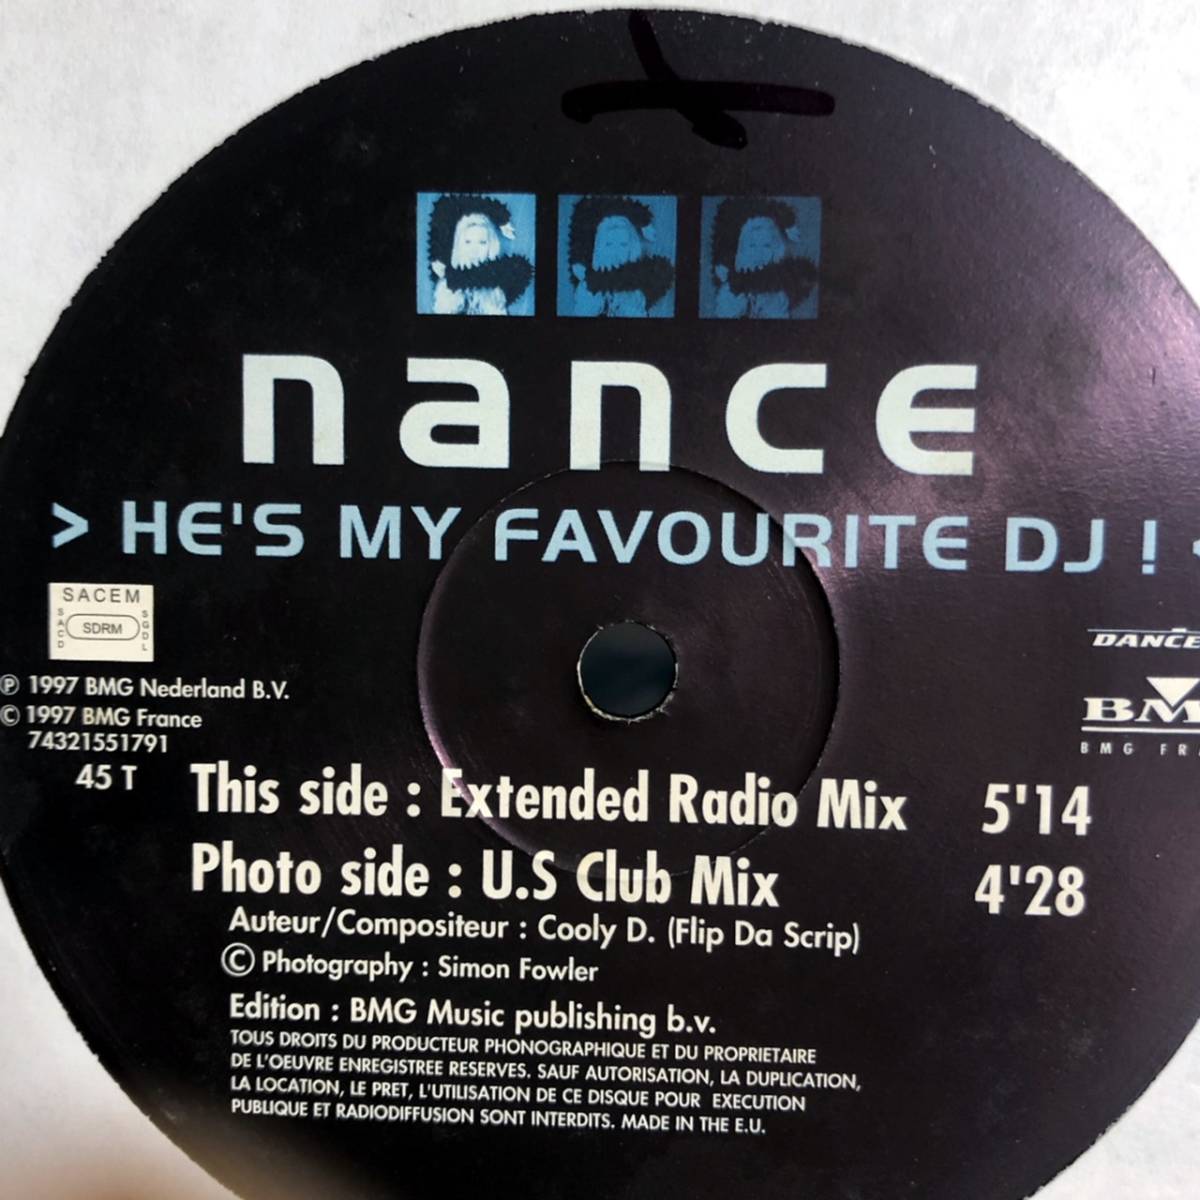 nance
> HE'S MY FAVOURITE DJ !
SACEM
SACD
SDRM
SGDL
℗ 1997 BMG Nederland B.V.
© 1997 BMG France
74321551791
45 T
DANCE
BM
BMG FR
This side : Extended Radio Mix 5'14
Photo side : U.S Club Mix 4'28
Auteur/Compositeur : Cooly D. (Flip Da Scrip)
© Photography : Simon Fowler
Edition : BMG Music publishing b.v.
TOUS DROITS DU PRODUCTEUR PHONOGRAPHIQUE ET DU PROPRIETAIRE
DE L'OEUVRE ENREGISTREE RESERVES. SAUF AUTORISATION, LA DUPLICATION,
LA LOCATION, LE PRET, L'UTILISATION DE CE DISQUE POUR EXECUTION
PUBLIQUE ET RADIODIFFUSION SONT INTERDITS. MADE IN THE E.U.